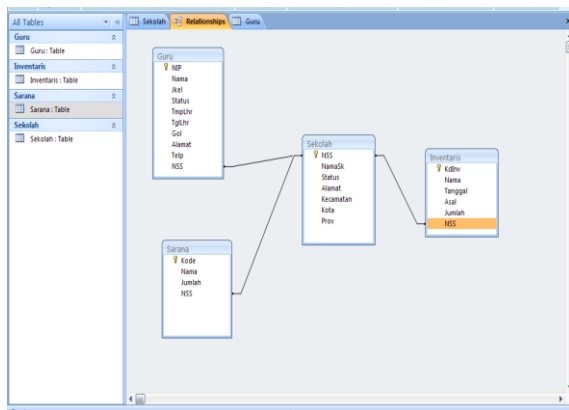 All Tables
Guru
Guru : Table
Inventaris
Inventaris : Table
Sarana
Sarana : Table
Sekolah
Sekolah : Table
Sekolah
Relationships
Guru
Guru
NIP
Nama
Jkel
Status
TmpLhr
TglLhr
Gol
Alamat
Telp
NSS
Sekolah
NSS
NamaSk
Status
Alamat
Kecamatan
Kota
Prov
Inventaris
KdInv
Nama
Tanggal
Asal
Jumlah
NSS
Sarana
Kode
Nama
Jumlah
NSS